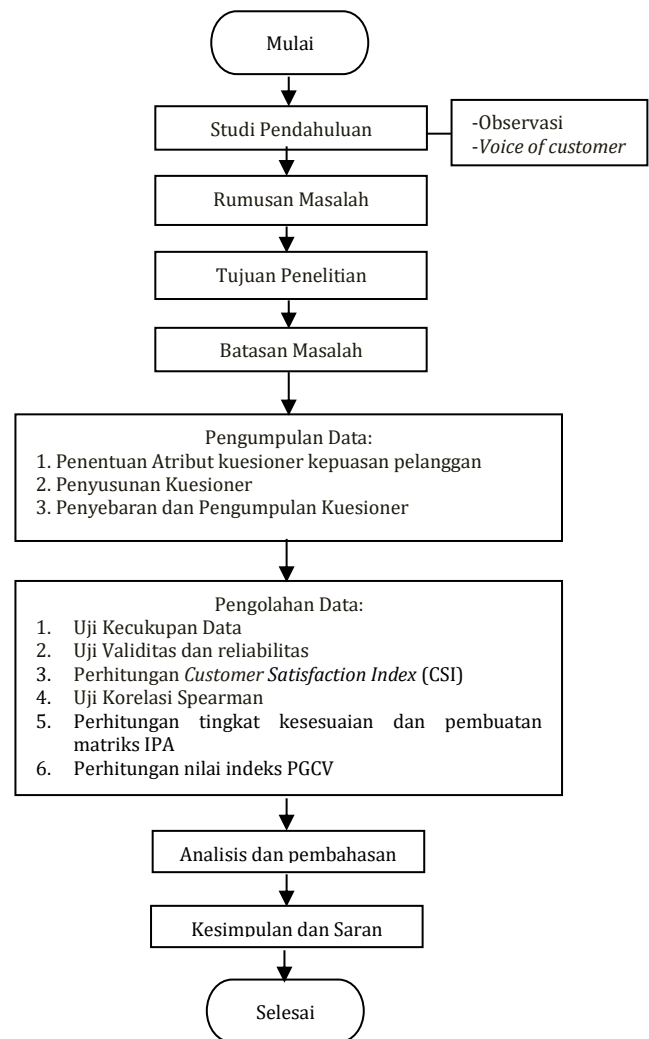 Mulai
Studi Pendahuluan
-Observasi
-Voice of customer
Rumusan Masalah
Tujuan Penelitian
Batasan Masalah
Pengumpulan Data:
1. Penentuan Atribut kuesioner kepuasan pelanggan
2. Penyusunan Kuesioner
3. Penyebaran dan Pengumpulan Kuesioner
Pengolahan Data:
1. Uji Kecukupan Data
2. Uji Validitas dan reliabilitas
3. Perhitungan Customer Satisfaction Index (CSI)
4. Uji Korelasi Spearman
5. Perhitungan tingkat kesesuaian dan pembuatan
matriks IPA
6. Perhitungan nilai indeks PGCV
Analisis dan pembahasan
Kesimpulan dan Saran
Selesai